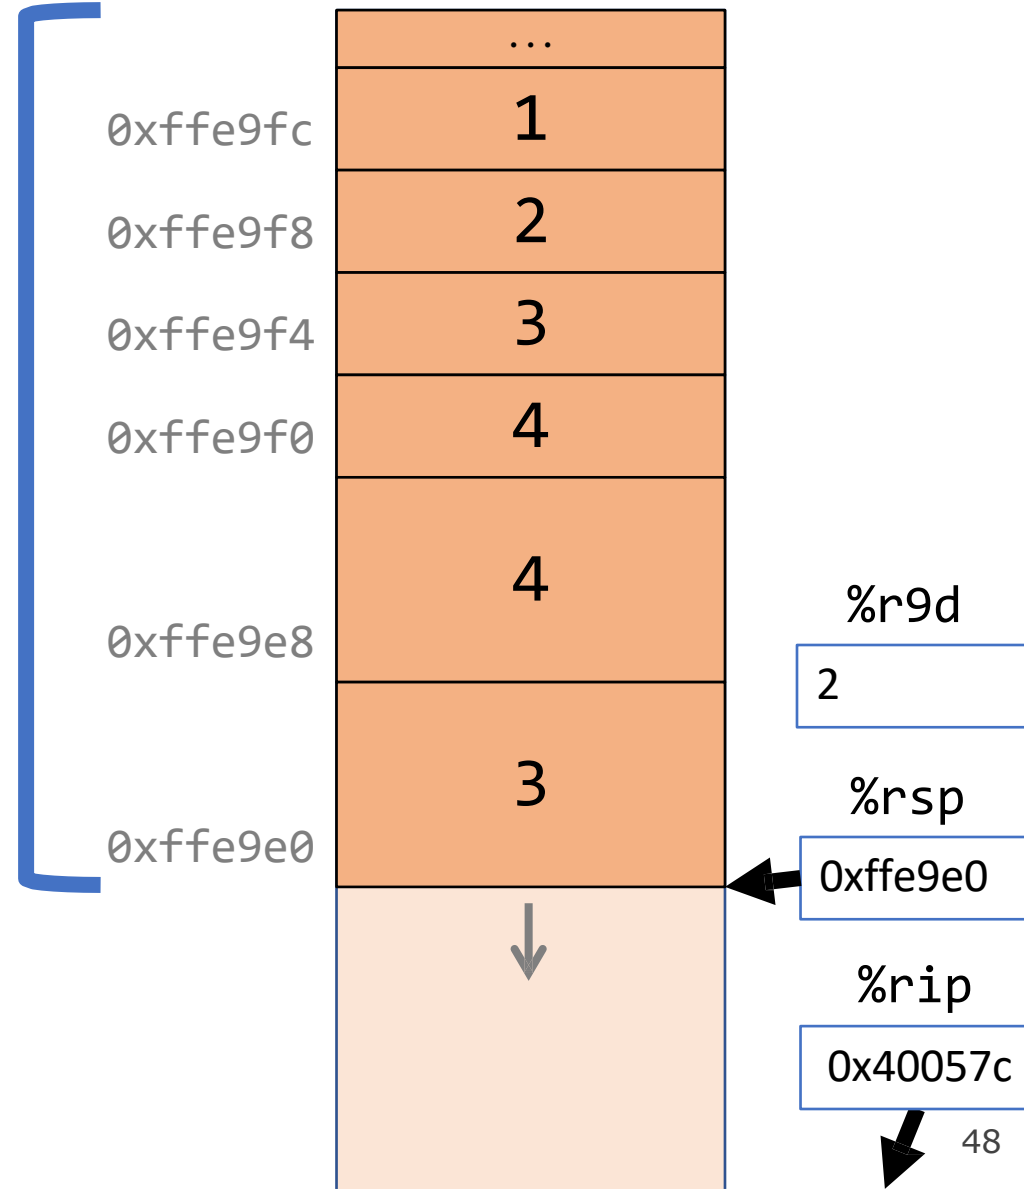 ...
0xffe9fc 1
0xffe9f8 2
0xffe9f4 3
0xffe9f0 4
4
0xffe9e8
3
0xffe9e0
%r9d
2
%rsp
0xffe9e0
%rip
0x40057c
48